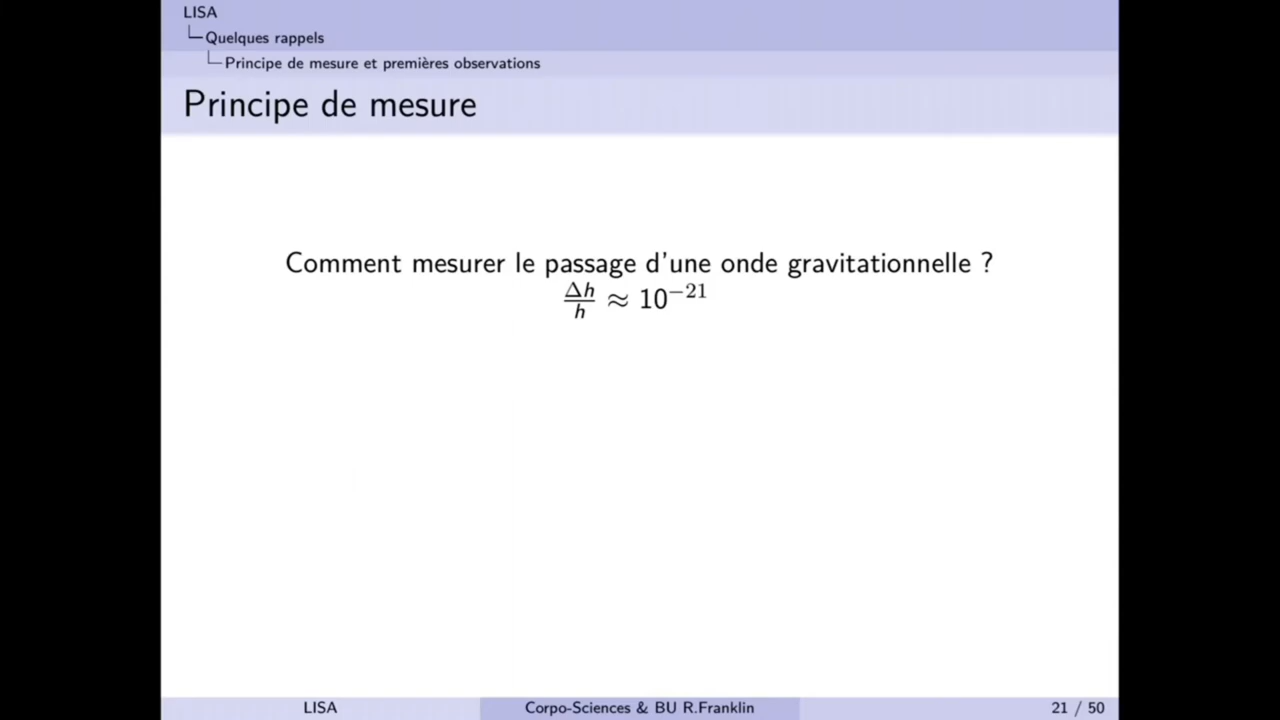 LISA
Quelques rappels
Principe de mesure et premières observations
Principe de mesure
Comment mesurer le passage d'une onde gravitationnelle ?
Δh/h ≈ 10⁻²¹
LISA
Corpo-Sciences & BU R.Franklin
21 / 50